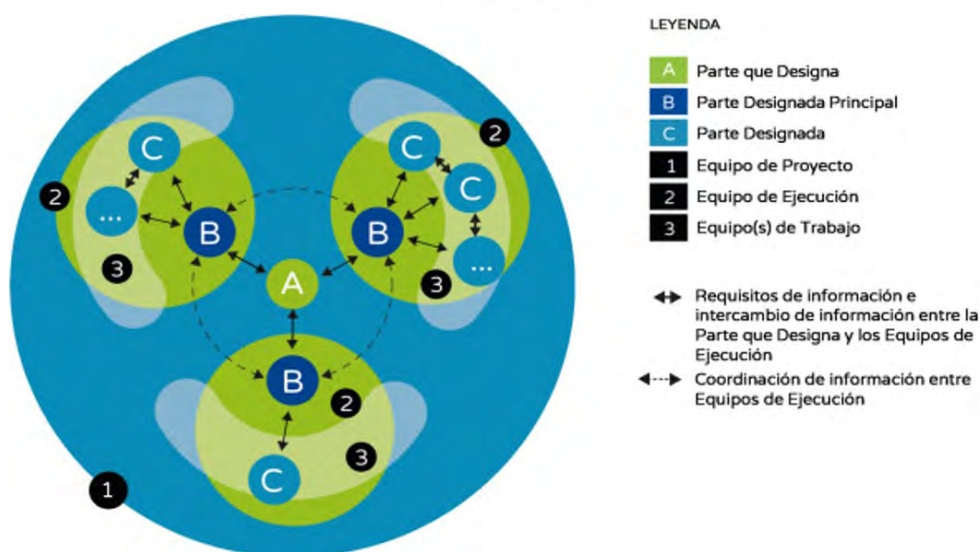 LEYENDA
A Parte que Designa
B Parte Designada Principal
C Parte Designada
1 Equipo de Proyecto
2 Equipo de Ejecución
3 Equipo(s) de Trabajo
Requisitos de información e
intercambio de información entre la
Parte que Designa y los Equipos de
Ejecución
Coordinación de información entre
Equipos de Ejecución
C
2
...
B
3
C
2
C
B
...
3
A
B
2
C
3
1